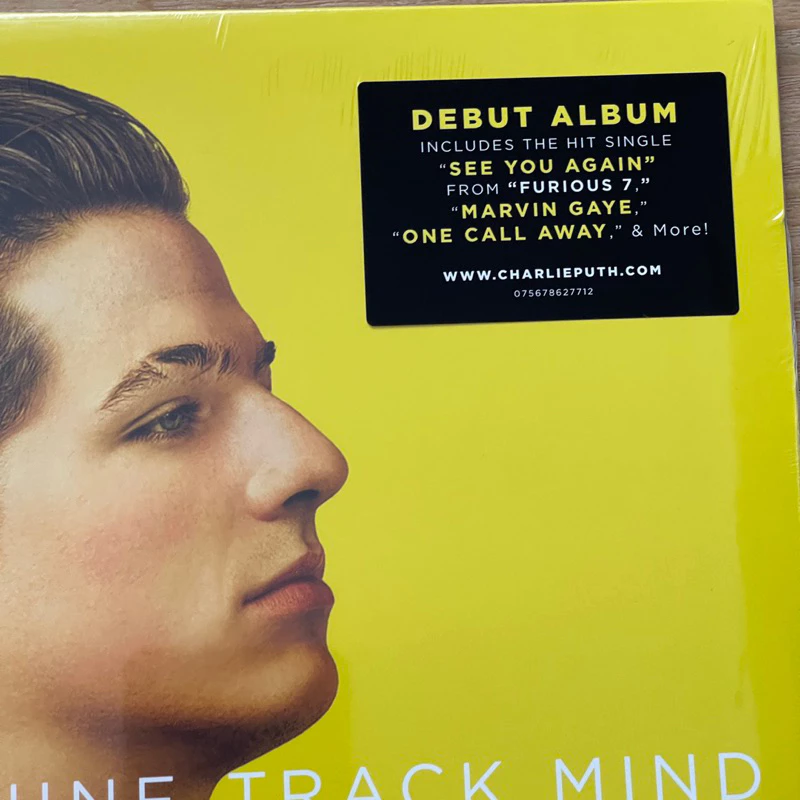 DEBUT ALBUM
INCLUDES THE HIT SINGLE
“SEE YOU AGAIN”
FROM “FURIOUS 7,”
“MARVIN GAYE,”
“ONE CALL AWAY,” & More!
WWW.CHARLIEPUTH.COM
075678627712
TRACK MIND